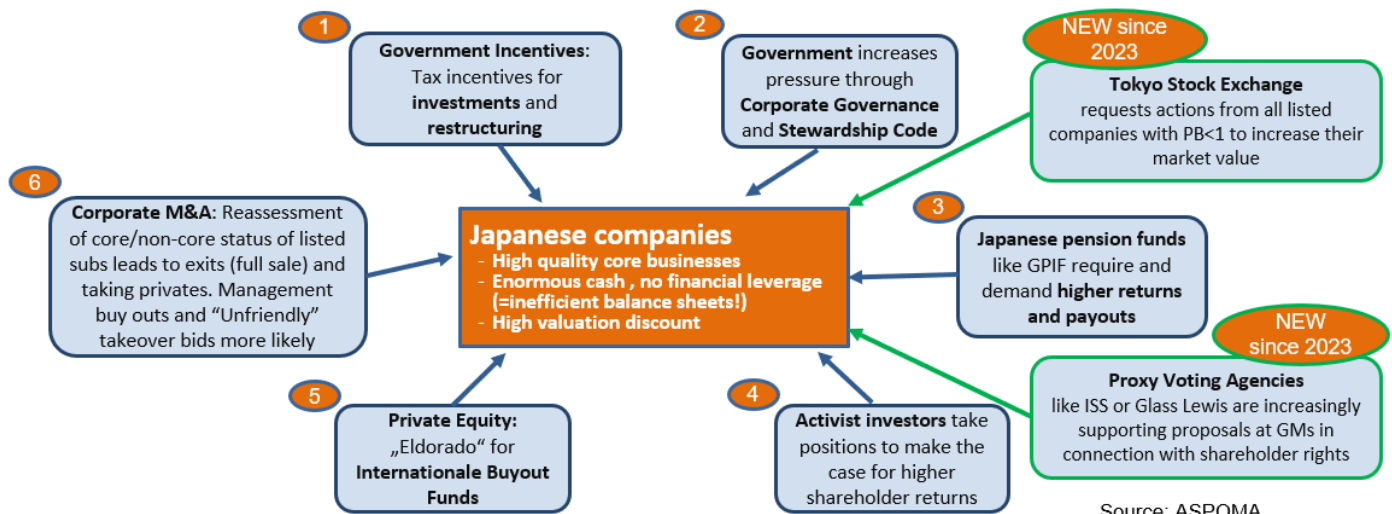 1
Government Incentives:
Tax incentives for
investments and
restructuring
2
Government increases
pressure through
Corporate Governance
and Stewardship Code
NEW since
2023
Tokyo Stock Exchange
requests actions from all listed
companies with PB<1 to increase their
market value
6
Corporate M&A: Reassessment
of core/non-core status of listed
subs leads to exits (full sale) and
taking privates. Management
buy outs and “Unfriendly”
takeover bids more likely
Japanese companies
- High quality core businesses
- Enormous cash , no financial leverage
(=inefficient balance sheets!)
- High valuation discount
3
Japanese pension funds
like GPIF require and
demand higher returns
and payouts
NEW
since 2023
Proxy Voting Agencies
like ISS or Glass Lewis are increasingly
supporting proposals at GMs in
connection with shareholder rights
5
Private Equity:
„Eldorado“ for
Internationale Buyout
Funds
4
Activist investors take
positions to make the
case for higher
shareholder returns
Source: ASPOMA